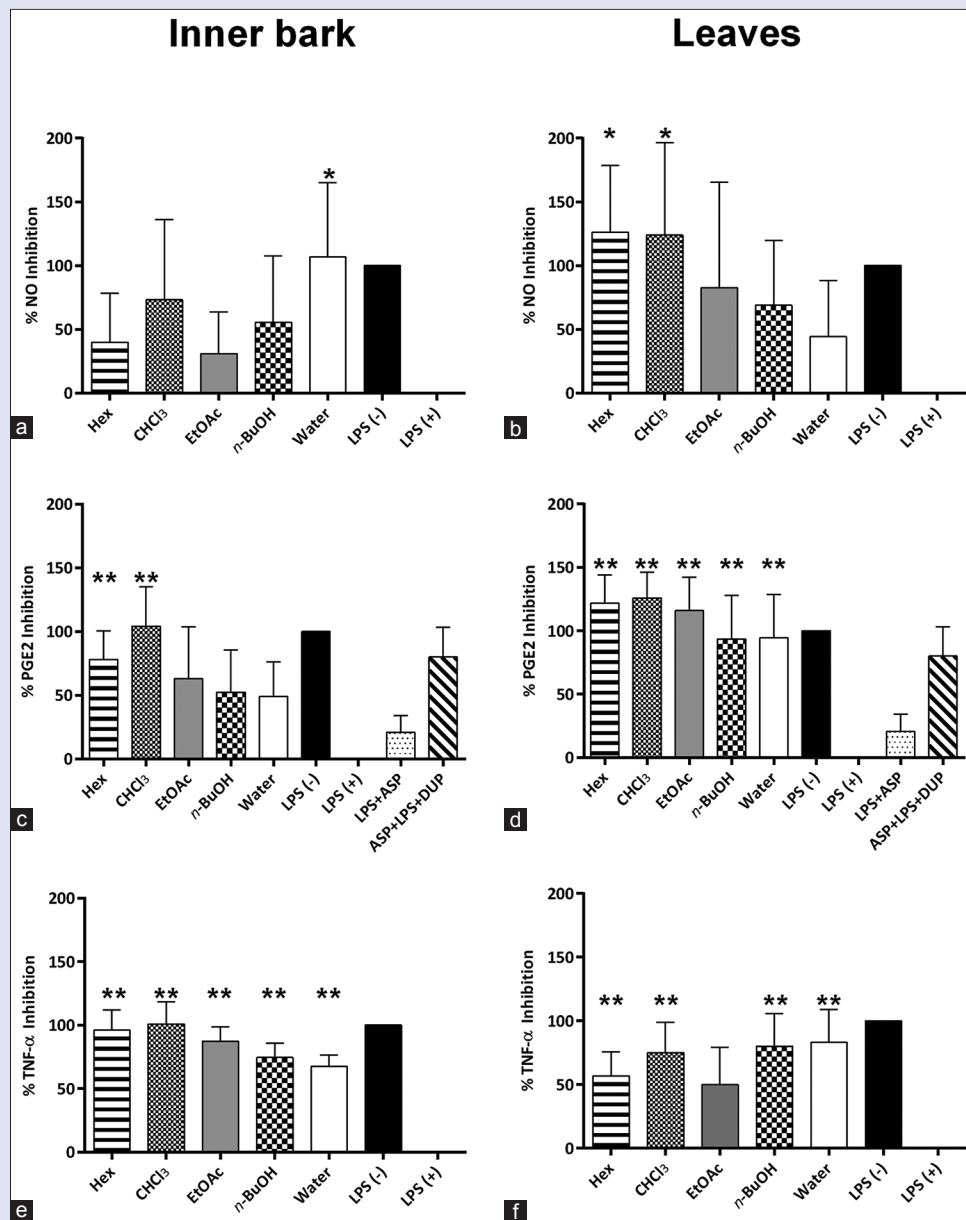 Inner bark
Leaves
% NO Inhibition
200
150
100
50
0
*
Hex
CHCl3
EtOAc
n-BuOH
Water
LPS (-)
LPS (+)
a
% NO Inhibition
200
150
100
50
0
* *
Hex
CHCl3
EtOAc
n-BuOH
Water
LPS (-)
LPS (+)
b
% PGE2 Inhibition
200
150
100
50
0
** **
Hex
CHCl3
EtOAc
n-BuOH
Water
LPS (-)
LPS (+)
LPS+ASP
ASP+LPS+DUP
c
% PGE2 Inhibition
200
150
100
50
0
** ** ** ** **
Hex
CHCl3
EtOAc
n-BuOH
Water
LPS (-)
LPS (+)
LPS+ASP
ASP+LPS+DUP
d
% TNF-α Inhibition
200
150
100
50
0
** ** ** ** **
Hex
CHCl3
EtOAc
n-BuOH
Water
LPS (-)
LPS (+)
e
% TNF-α Inhibition
200
150
100
50
0
** ** ** **
Hex
CHCl3
EtOAc
n-BuOH
Water
LPS (-)
LPS (+)
f